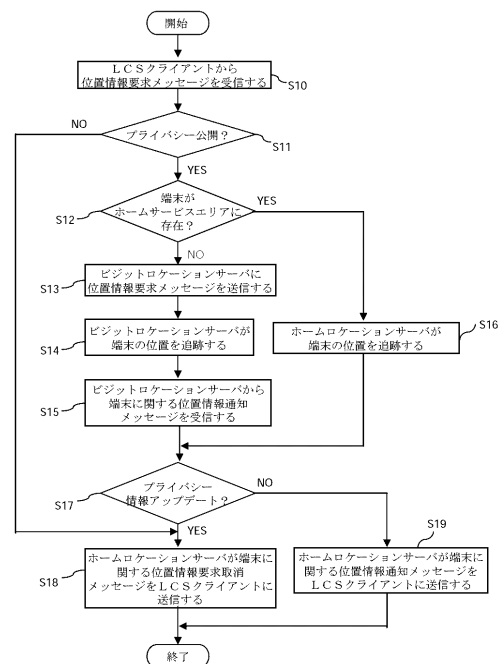 開始
LCSクライアントから
位置情報要求メッセージを受信する
S10
NO
プライバシー公開?
S11
YES
端末が
ホームサービスエリアに
存在?
S12
YES
NO
ビジットロケーションサーバに
位置情報要求メッセージを送信する
S13
ビジットロケーションサーバが
端末の位置を追跡する
S14
ホームロケーションサーバが
端末の位置を追跡する
S16
ビジットロケーションサーバから
端末に関する位置情報通知
メッセージを受信する
S15
プライバシー
情報アップデート?
S17
NO
YES
S19
ホームロケーションサーバが端末に
関する位置情報要求取消
メッセージをLCSクライアントに
送信する
S18
ホームロケーションサーバが端末に
関する位置情報通知メッセージを
LCSクライアントに送信する
終了